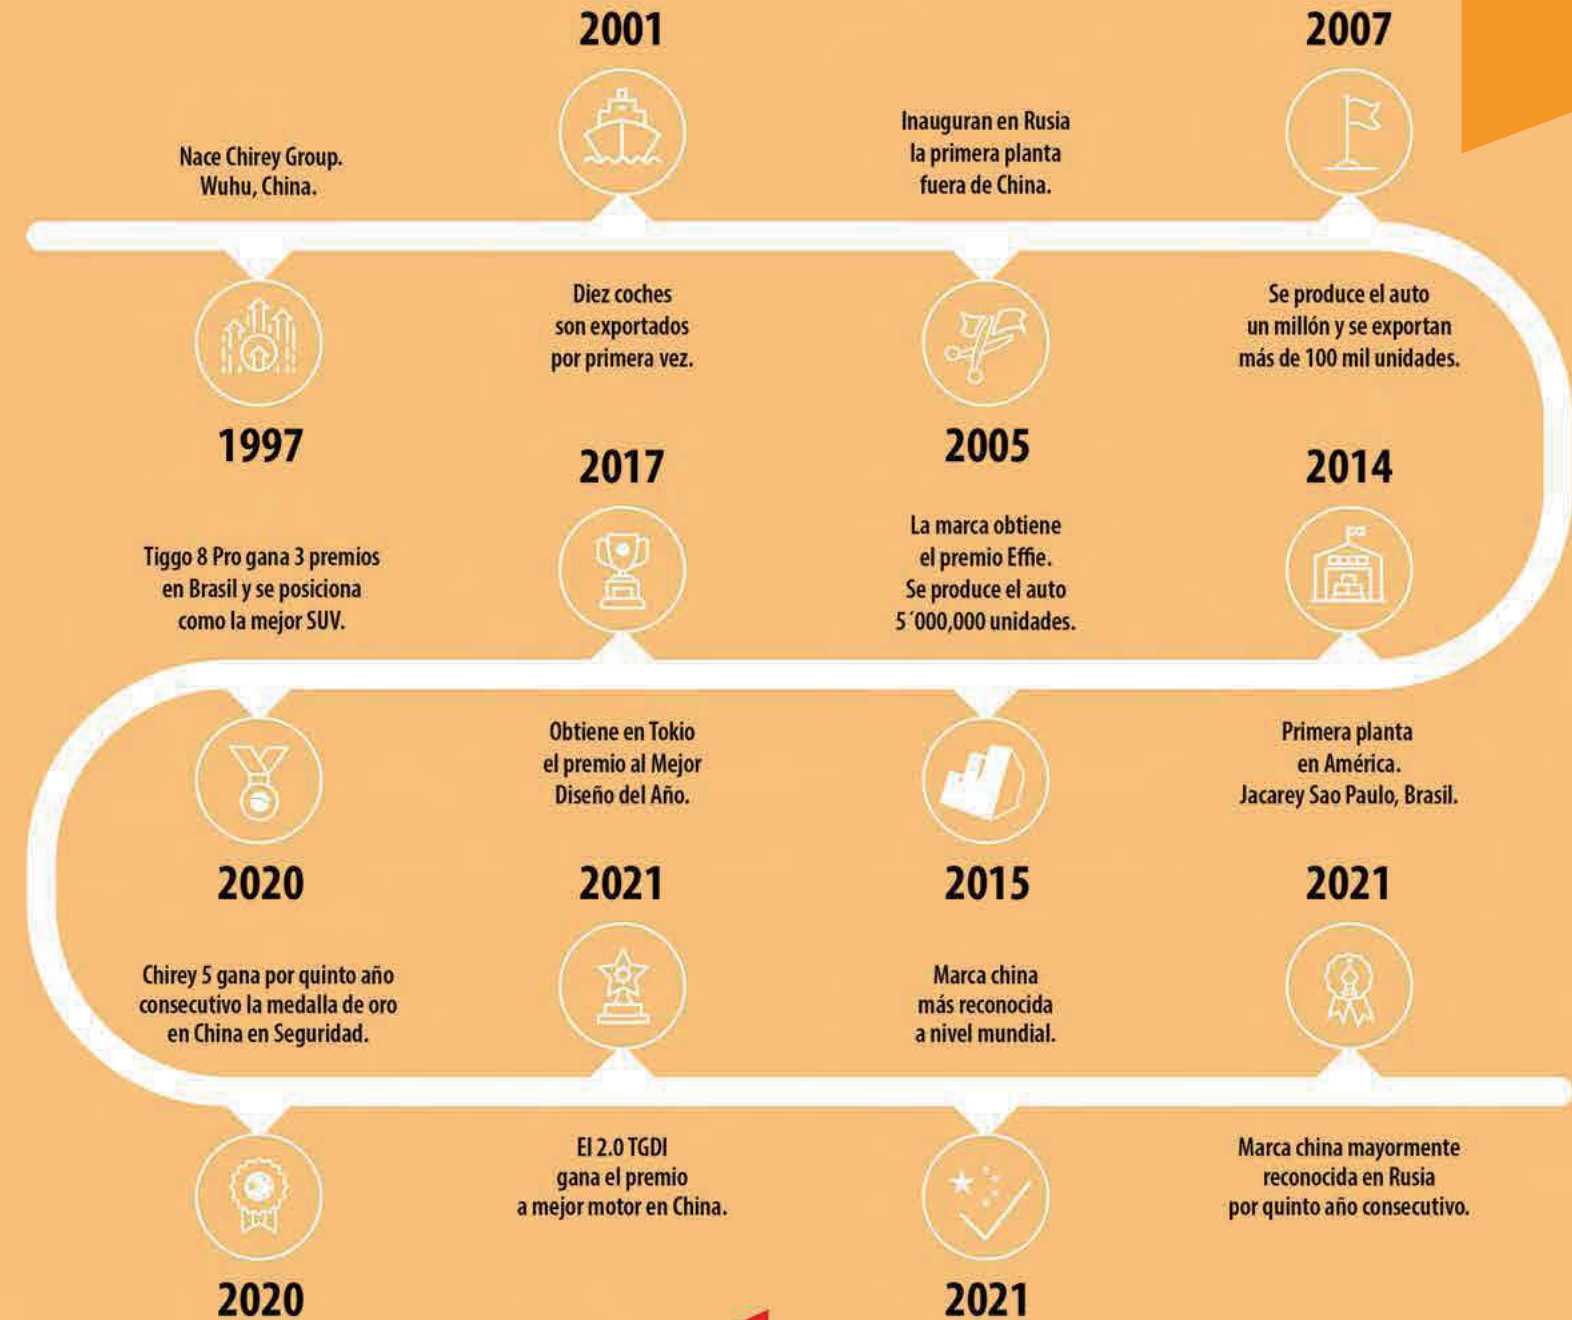 1997
Nace Chirey Group.
Wuhu, China.
2001
Diez coches
son exportados
por primera vez.
2005
Inauguran en Rusia
la primera planta
fuera de China.
2007
Se produce el auto
un millón y se exportan
más de 100 mil unidades.
2014
Primera planta
en América.
Jacarey Sao Paulo, Brasil.
2015
La marca obtiene
el premio Effie.
Se produce el auto
5´000,000 unidades.
2017
Obtiene en Tokio
el premio al Mejor
Diseño del Año.
2020
Tiggo 8 Pro gana 3 premios
en Brasil y se posiciona
como la mejor SUV.
2020
Chirey 5 gana por quinto año
consecutivo la medalla de oro
en China en Seguridad.
2021
El 2.0 TGDI
gana el premio
a mejor motor en China.
2021
Marca china
más reconocida
a nivel mundial.
2021
Marca china mayormente
reconocida en Rusia
por quinto año consecutivo.